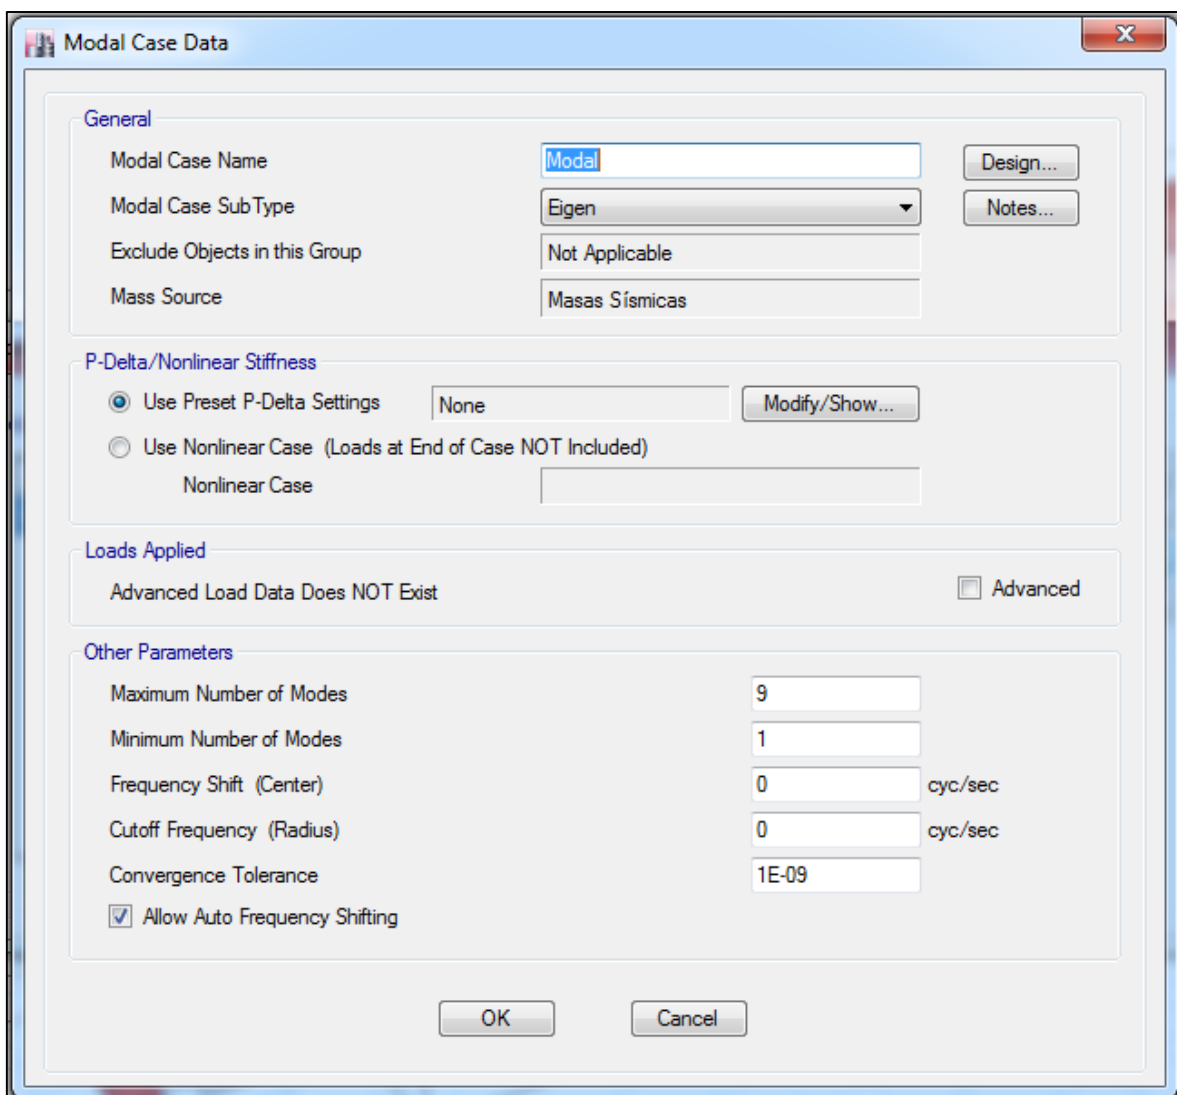 Modal Case Data
General
Modal Case Name Modal Design...
Modal Case SubType Eigen Notes...
Exclude Objects in this Group Not Applicable
Mass Source Masas Sísmicas
P-Delta/Nonlinear Stiffness
Use Preset P-Delta Settings None Modify/Show...
Use Nonlinear Case (Loads at End of Case NOT Included)
Nonlinear Case
Loads Applied
Advanced Load Data Does NOT Exist Advanced
Other Parameters
Maximum Number of Modes 9
Minimum Number of Modes 1
Frequency Shift (Center) 0 cyc/sec
Cutoff Frequency (Radius) 0 cyc/sec
Convergence Tolerance 1E-09
Allow Auto Frequency Shifting
OK Cancel